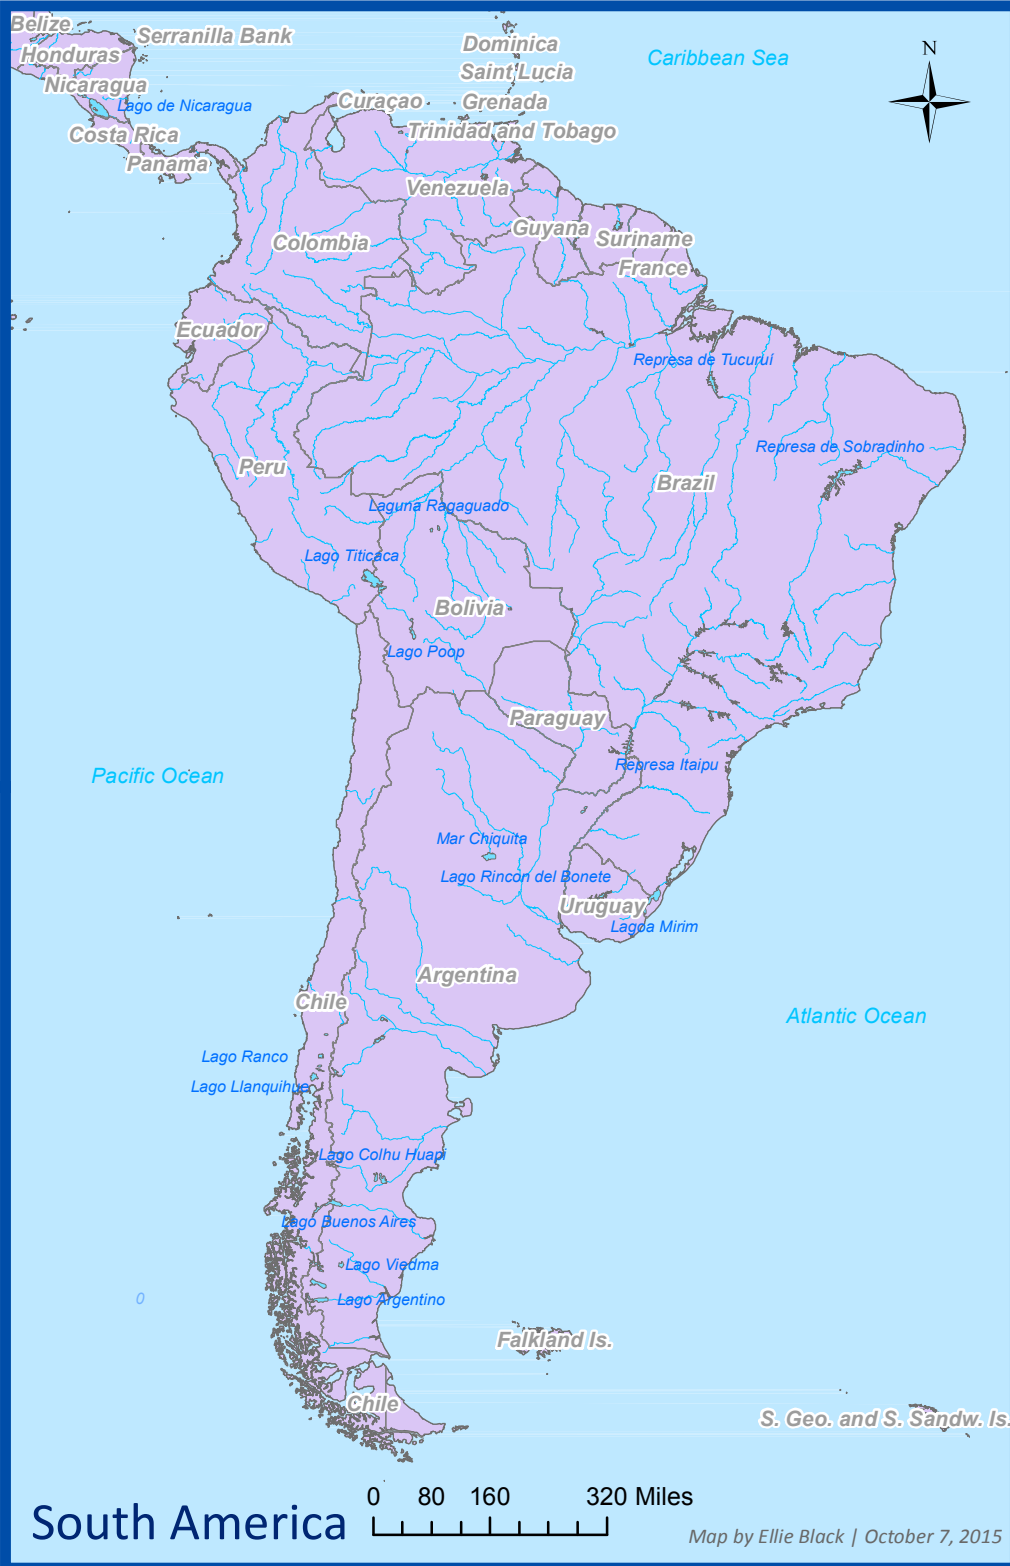 Belize
Serranilla Bank
Dominica
Caribbean Sea
N
Honduras
Saint Lucia
Nicaragua
Lago de Nicaragua
Curaçao
Grenada
Costa Rica
Trinidad and Tobago
Panama
Venezuela
Guyana
Colombia
Suriname
France
Ecuador
Represa de Tucuruí
Represa de Sobradinho
Peru
Brazil
Laguna Ragaguado
Lago Titicaca
Bolivia
Lago Poop
Paraguay
Represa Itaipu
Pacific Ocean
Mar Chiquita
Lago Rincon del Bonete
Uruguay
Lagoa Mirim
Argentina
Chile
Atlantic Ocean
Lago Ranco
Lago Llanquihue
Lago Colhu Huapi
Lago Buenos Aires
Lago Viedma
0
Lago Argentino
Falkland Is.
Chile
S. Geo. and S. Sandw. Is.
South America
0 80 160 320 Miles
Map by Ellie Black | October 7, 2015